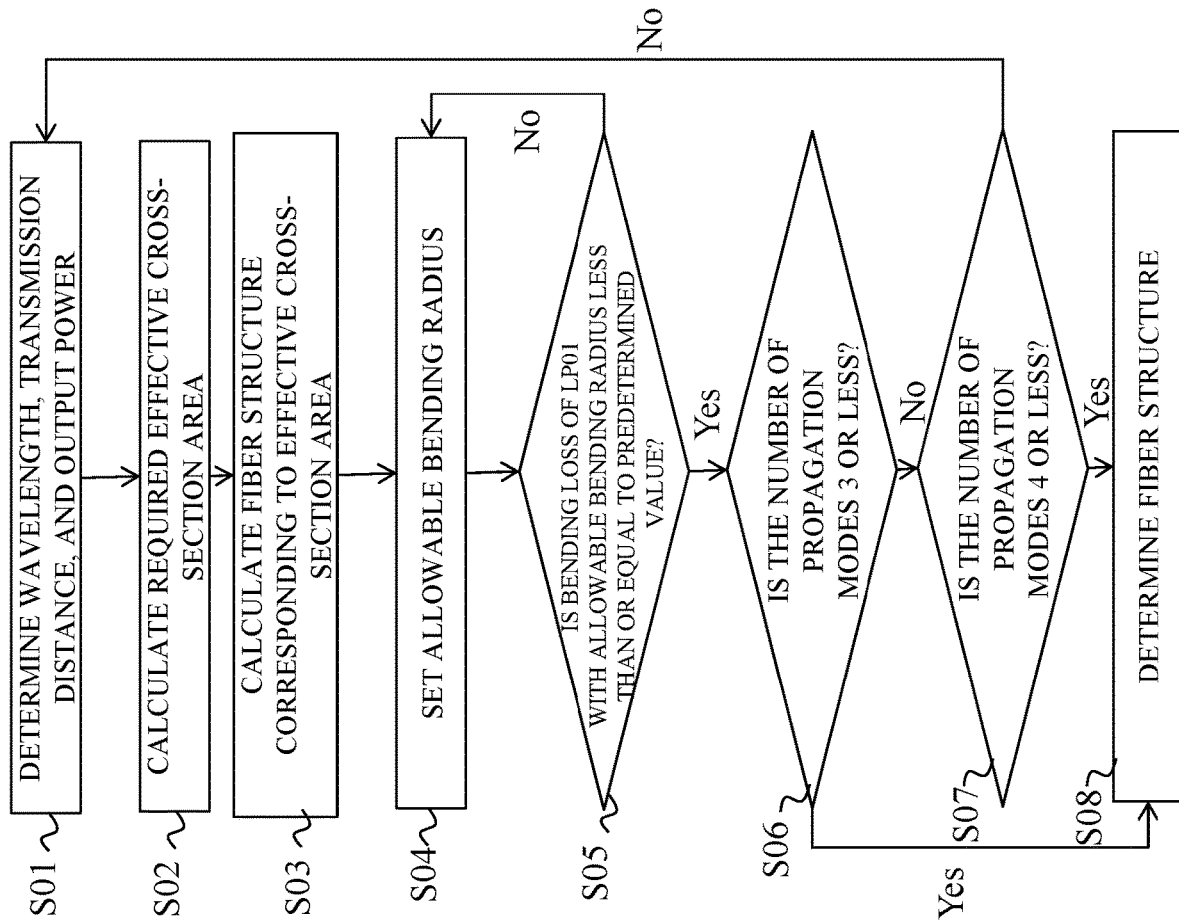 S01
DETERMINE WAVELENGTH, TRANSMISSION
DISTANCE, AND OUTPUT POWER
S02
CALCULATE REQUIRED EFFECTIVE CROSS-
SECTION AREA
S03
CALCULATE FIBER STRUCTURE
CORRESPONDING TO EFFECTIVE CROSS-
SECTION AREA
S04
SET ALLOWABLE BENDING RADIUS
No
No
S05
IS BENDING LOSS OF LP01
WITH ALLOWABLE BENDING RADIUS LESS
THAN OR EQUAL TO PREDETERMINED
VALUE?
Yes
S06
IS THE NUMBER OF
PROPAGATION
MODES 3 OR LESS?
No
S07
IS THE NUMBER OF
PROPAGATION
MODES 4 OR LESS?
Yes
Yes
S08
DETERMINE FIBER STRUCTURE